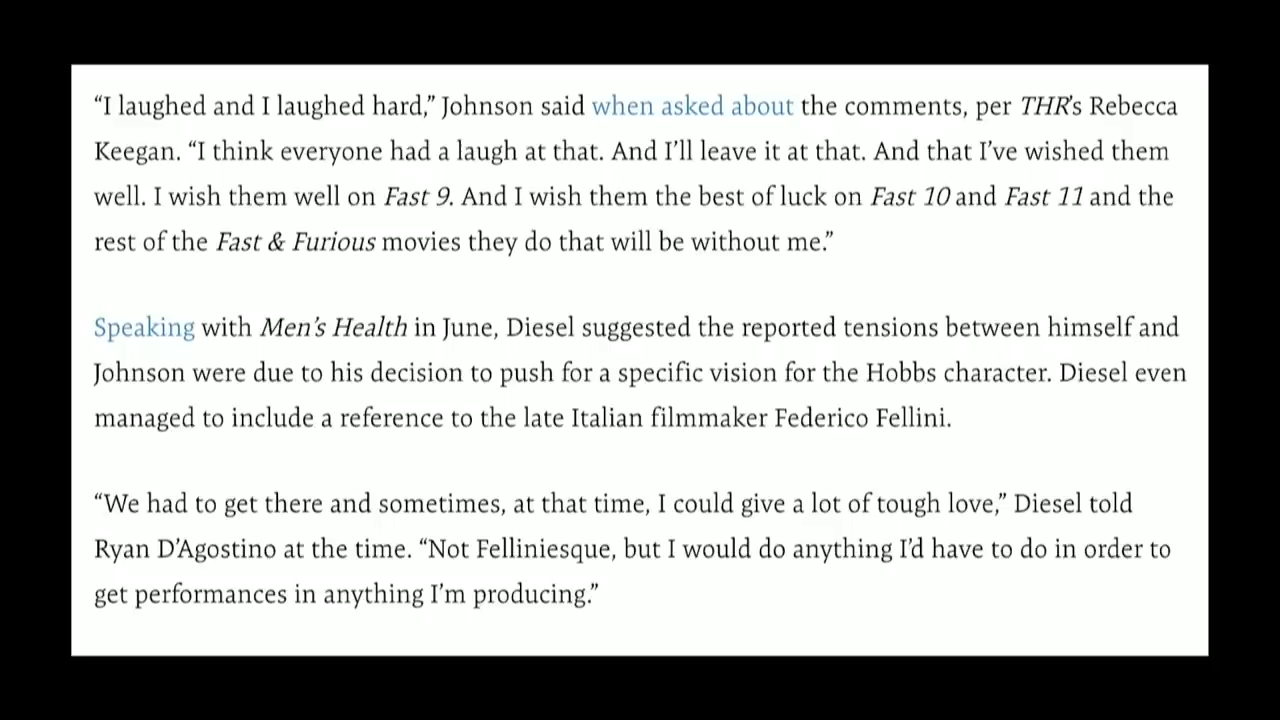 “I laughed and I laughed hard,” Johnson said when asked about the comments, per THR’s Rebecca
Keegan. “I think everyone had a laugh at that. And I’ll leave it at that. And that I’ve wished them
well. I wish them well on Fast 9. And I wish them the best of luck on Fast 10 and Fast 11 and the
rest of the Fast & Furious movies they do that will be without me.”
Speaking with Men’s Health in June, Diesel suggested the reported tensions between himself and
Johnson were due to his decision to push for a specific vision for the Hobbs character. Diesel even
managed to include a reference to the late Italian filmmaker Federico Fellini.
“We had to get there and sometimes, at that time, I could give a lot of tough love,” Diesel told
Ryan D’Agostino at the time. “Not Felliniesque, but I would do anything I’d have to do in order to
get performances in anything I’m producing.”